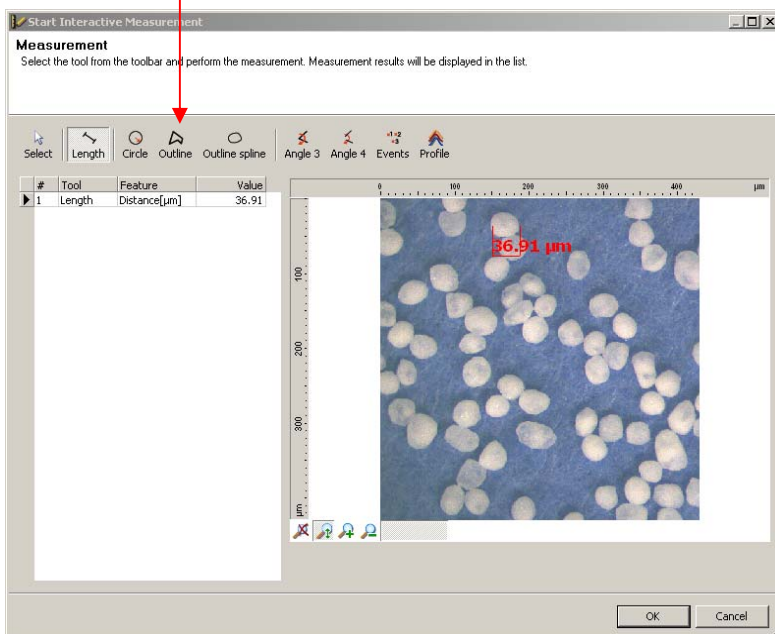 Start Interactive Measurement
Measurement
Select the tool from the toolbar and perform the measurement. Measurement results will be displayed in the list.
Select Length Circle Outline Outline spline Angle 3 Angle 4 Events Profile
# Tool Feature Value
1 Length Distance[µm] 36.91
0 100 200 300 400 µm
36.91 µm
100
200
300
µm
OK Cancel